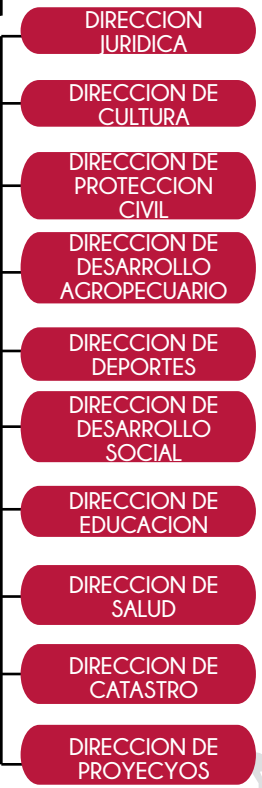 DIRECCION
JURIDICA
DIRECCION DE
CULTURA
DIRECCION DE
PROTECCION
CIVIL
DIRECCION DE
DESARROLLO
AGROPECUARIO
DIRECCION DE
DEPORTES
DIRECCION DE
DESARROLLO
SOCIAL
DIRECCION DE
EDUCACION
DIRECCION DE
SALUD
DIRECCION DE
CATASTRO
DIRECCION DE
PROYECYOS